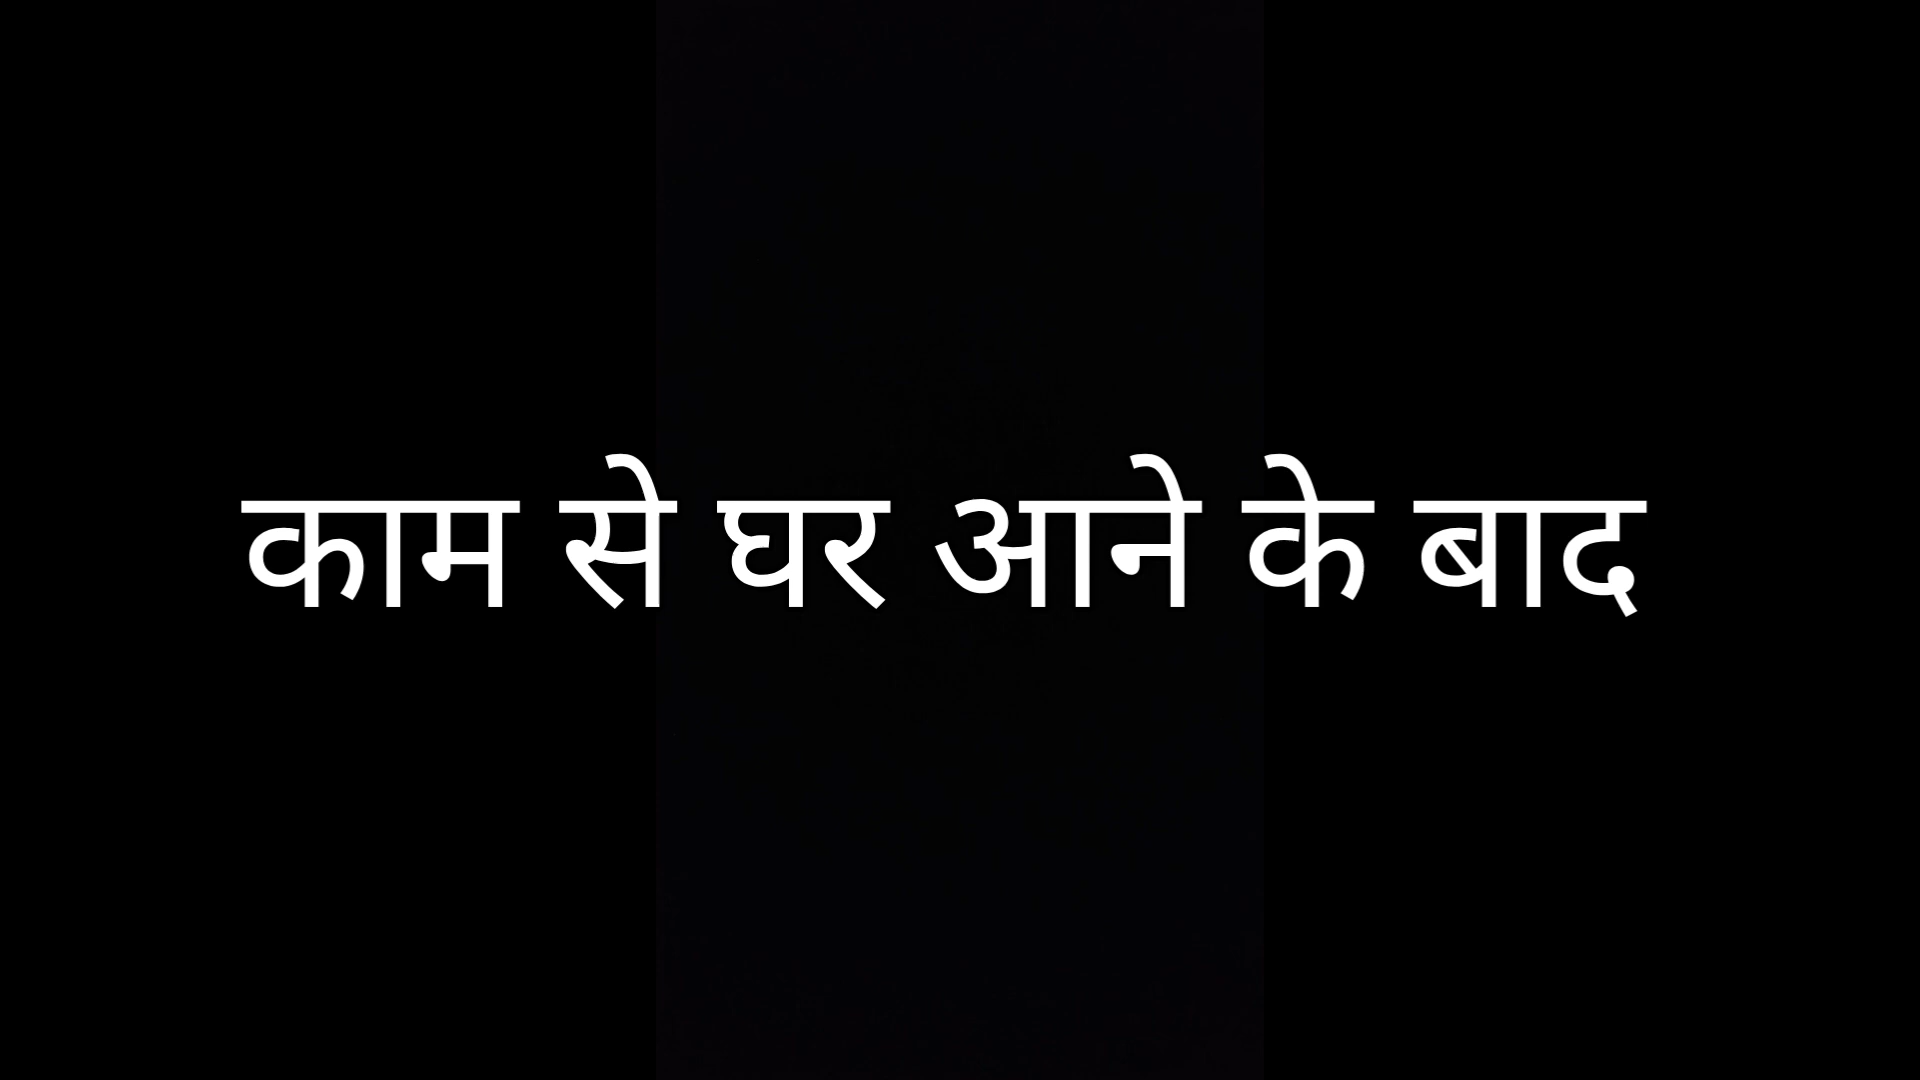 काम से घर आने के बाद